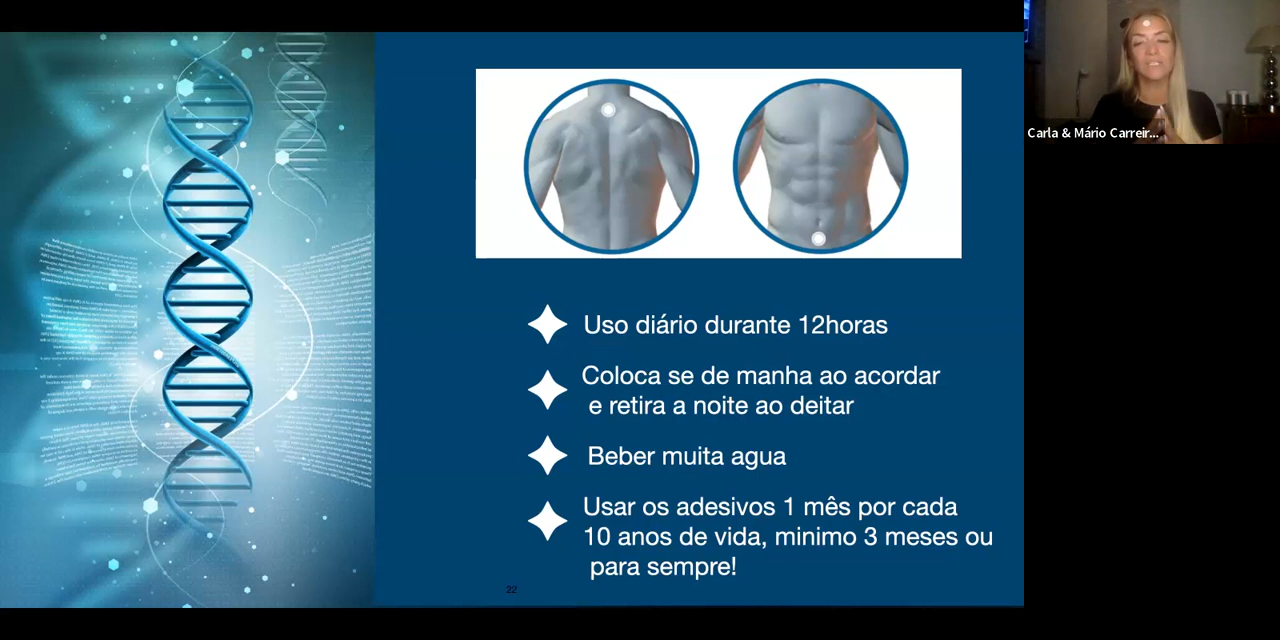 Uso diário durante 12horas
Coloca se de manha ao acordar
e retira a noite ao deitar
Beber muita agua
Usar os adesivos 1 mês por cada
10 anos de vida, minimo 3 meses ou
para sempre!
22
Carla & Mário Carreir...